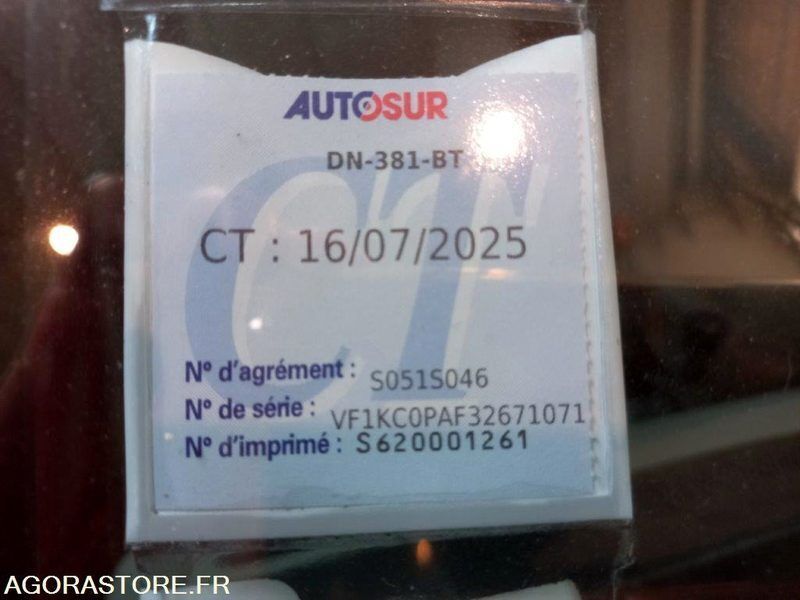 AUTOSUR
DN-381-BT
CT
CT : 16/07/2025
N° d'agrément : S051S046
N° de série : VF1KC0PAF32671071
N° d'imprimé : S620001261
AGORASTORE.FR